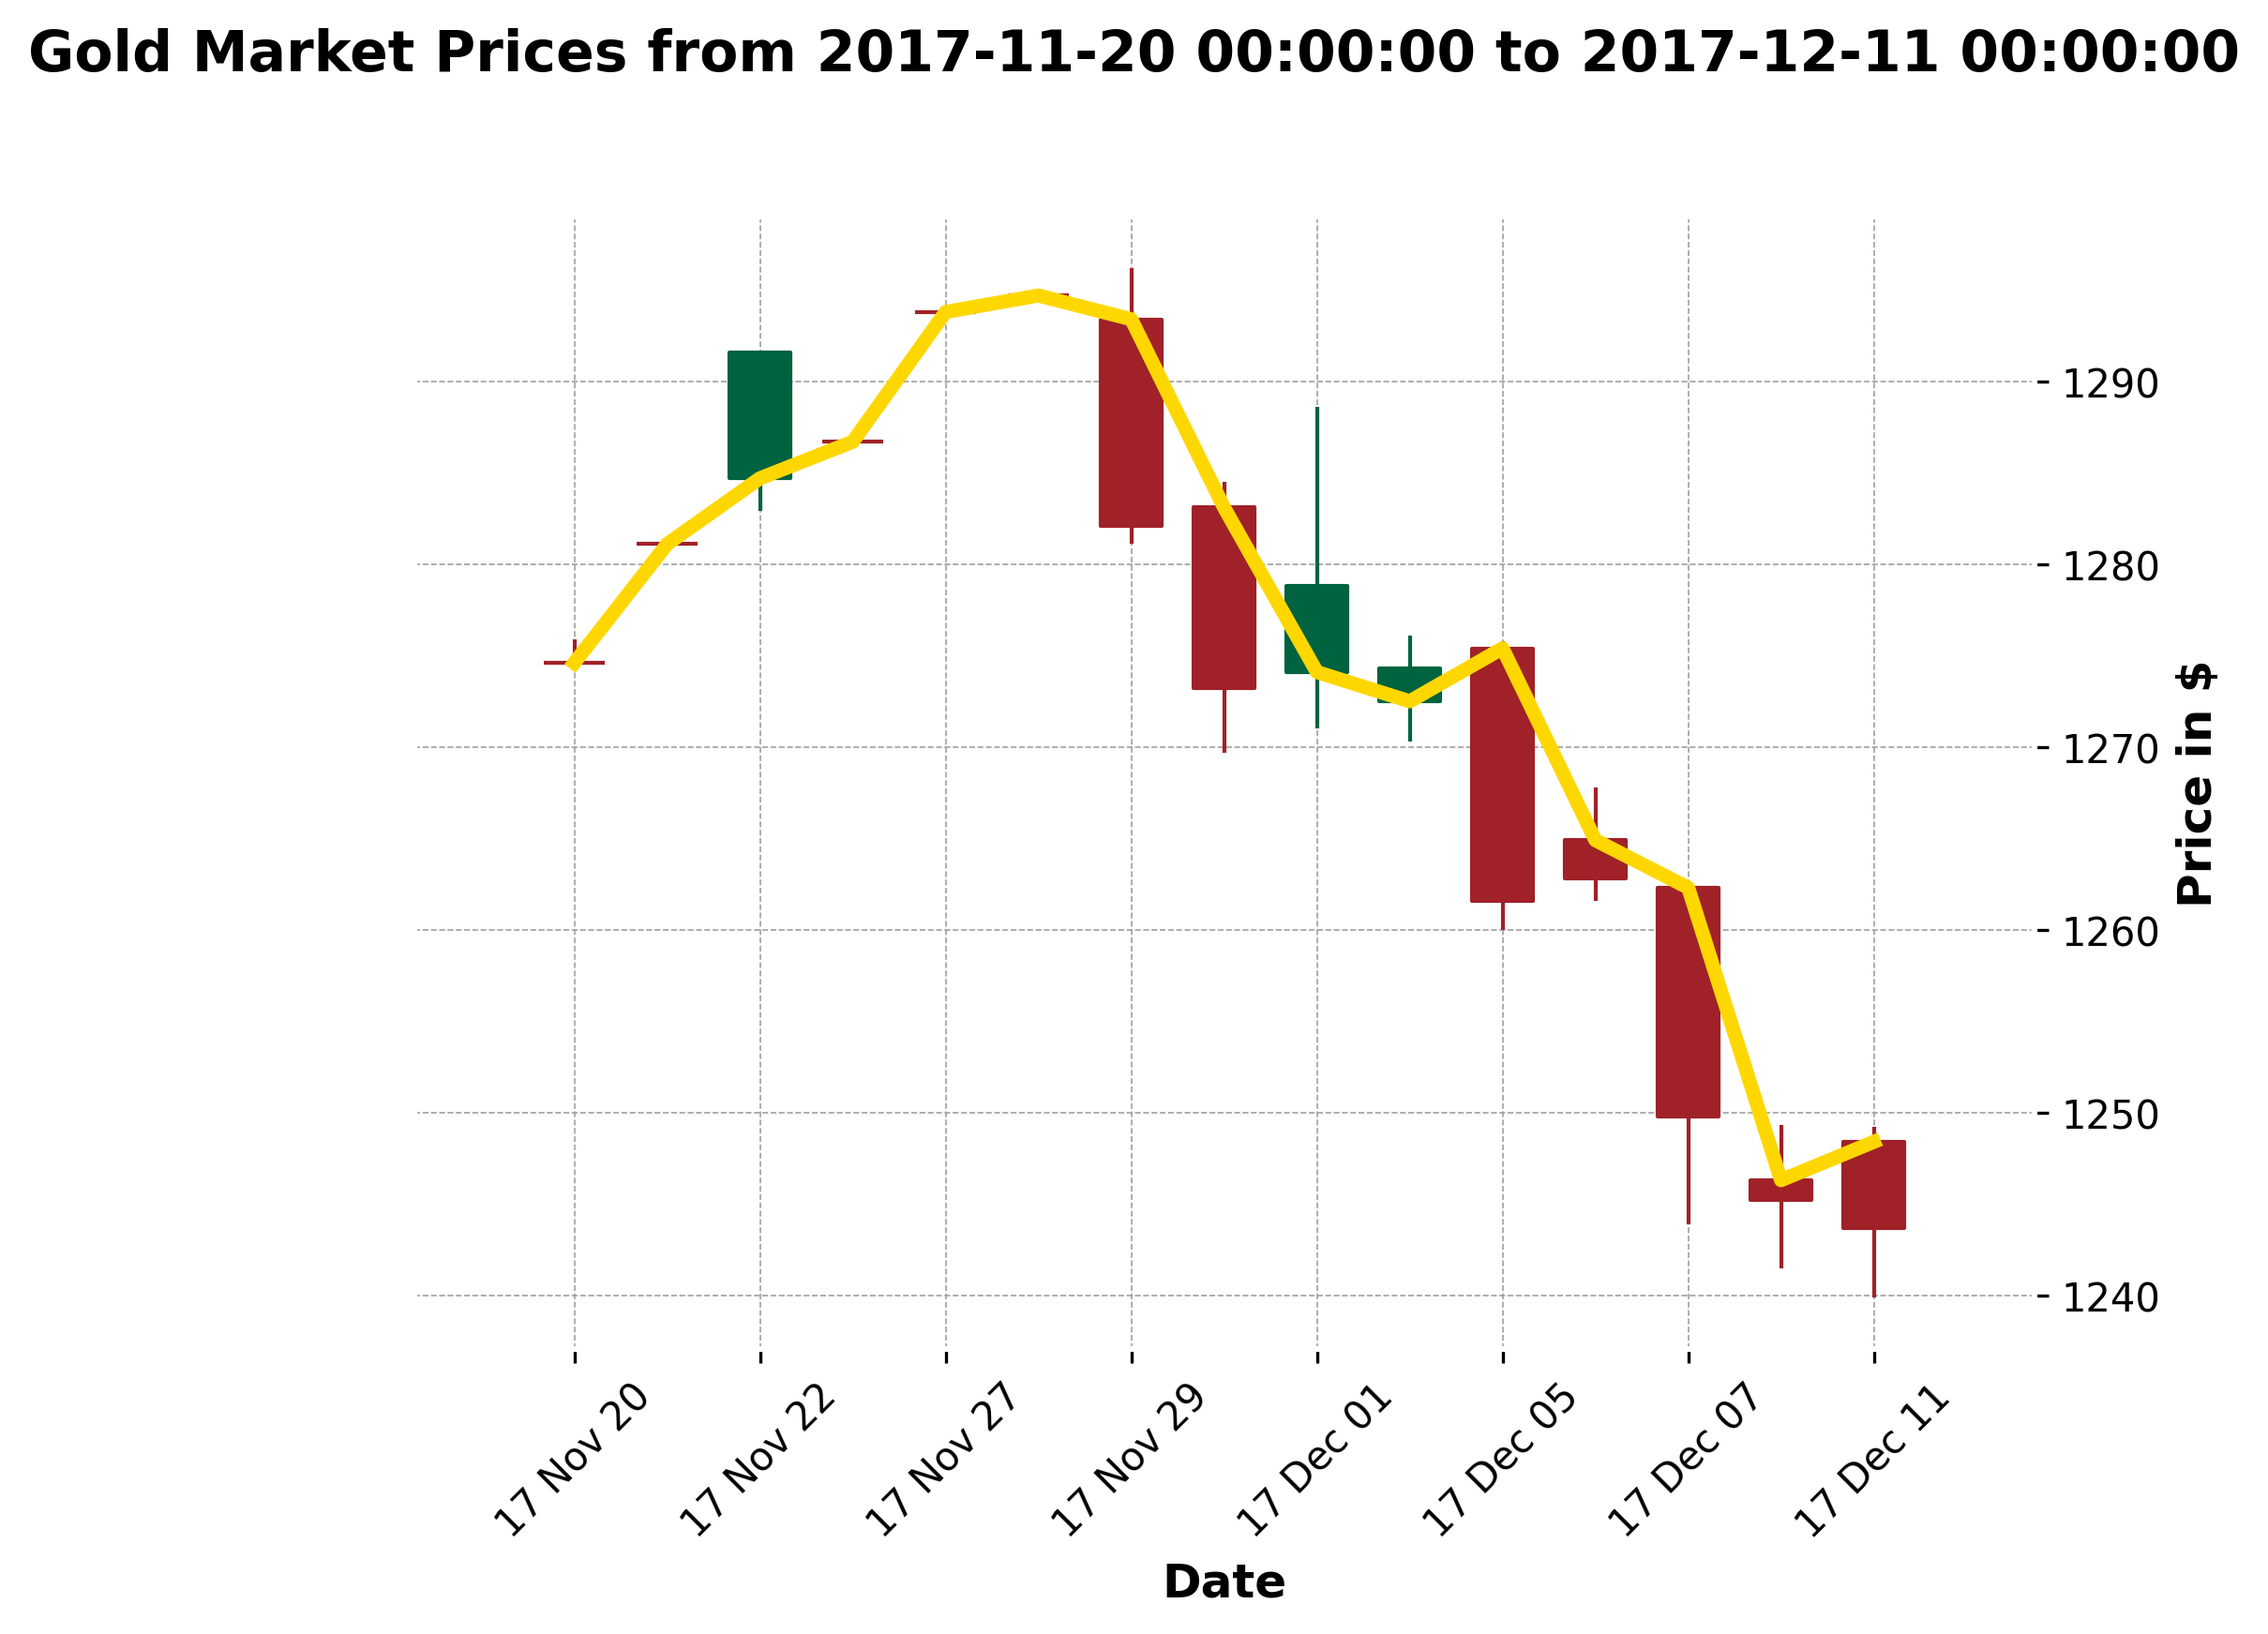 Gold Market Prices from 2017-11-20 00:00:00 to 2017-12-11 00:00:00
1290
1280
1270
1260
1250
1240
Price in $
17 Nov 20
17 Nov 22
17 Nov 27
17 Nov 29
17 Dec 01
17 Dec 05
17 Dec 07
17 Dec 11
Date